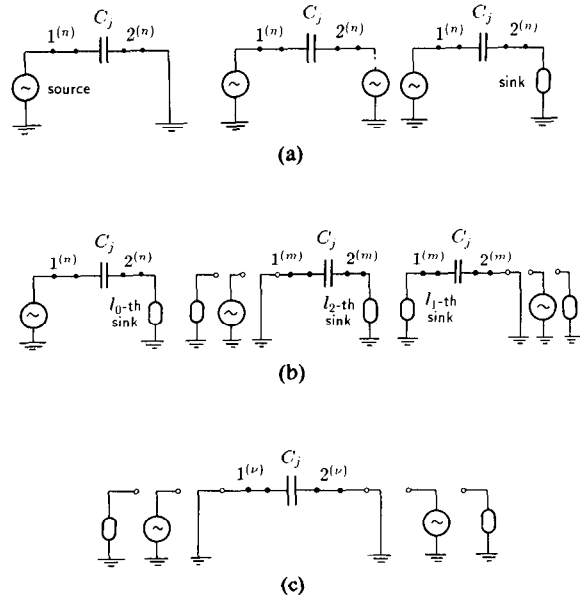 C_j C_j C_j
1^(n) 2^(n) 1^(n) 2^(n) 1^(n) 2^(n)
~ source ~ ~ ~ sink
(a)
C_j C_j C_j
1^(n) 2^(n) 1^(m) 2^(m) 1^(m) 2^(m)
~ l_0-th sink ~ l_2-th sink l_1-th sink ~
(b)
C_j
1^(ν) 2^(ν)
~ ~
(c)